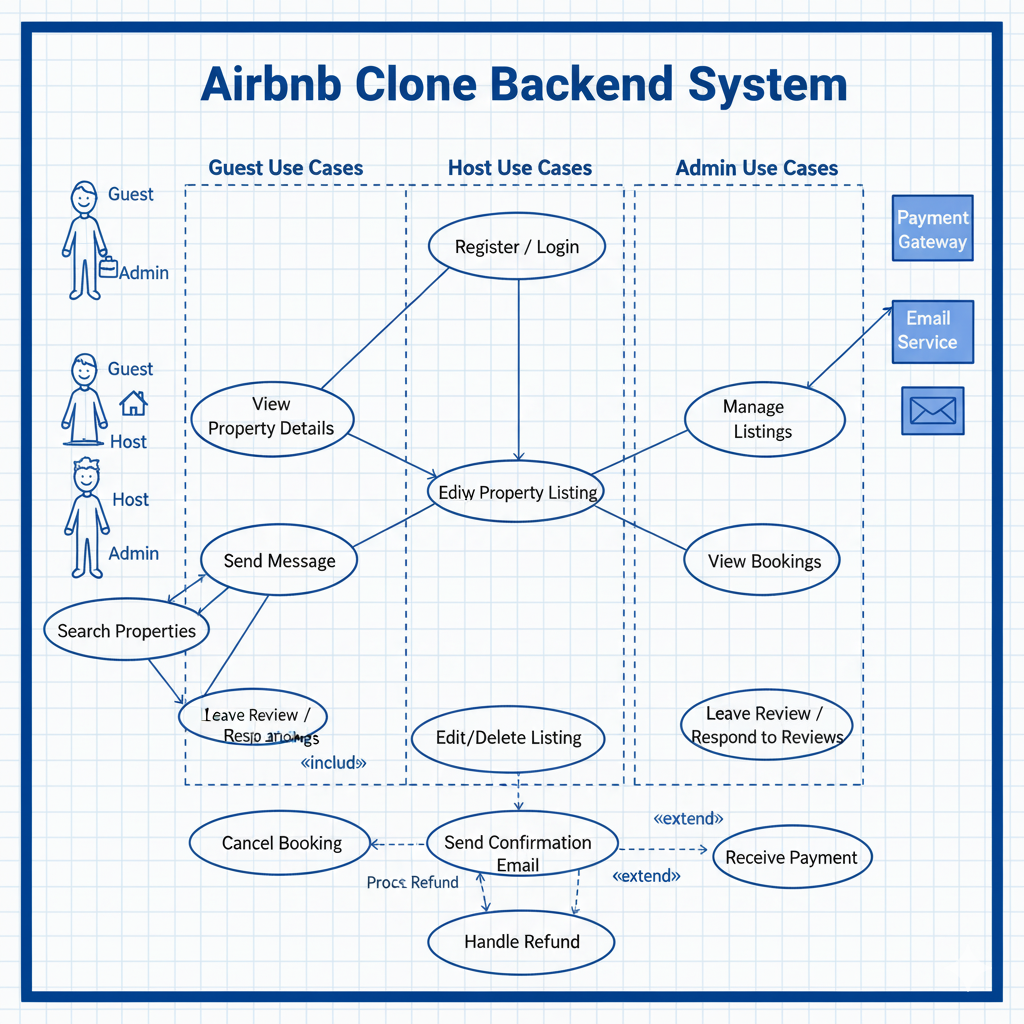 Airbnb Clone Backend System
Guest Use Cases
Host Use Cases
Admin Use Cases
Guest
Admin
Guest
Host
Host
Admin
Payment
Gateway
Email
Service
Register / Login
View
Property Details
Manage
Listings
Ediw Property Listing
Send Message
View Bookings
Search Properties
Leave Review /
Edit/Delete Listing
Leave Review /
Respond to Reviews
«includ»
Cancel Booking
Send Confirmation
Email
«extend»
«extend»
Receive Payment
Refund
Handle Refund